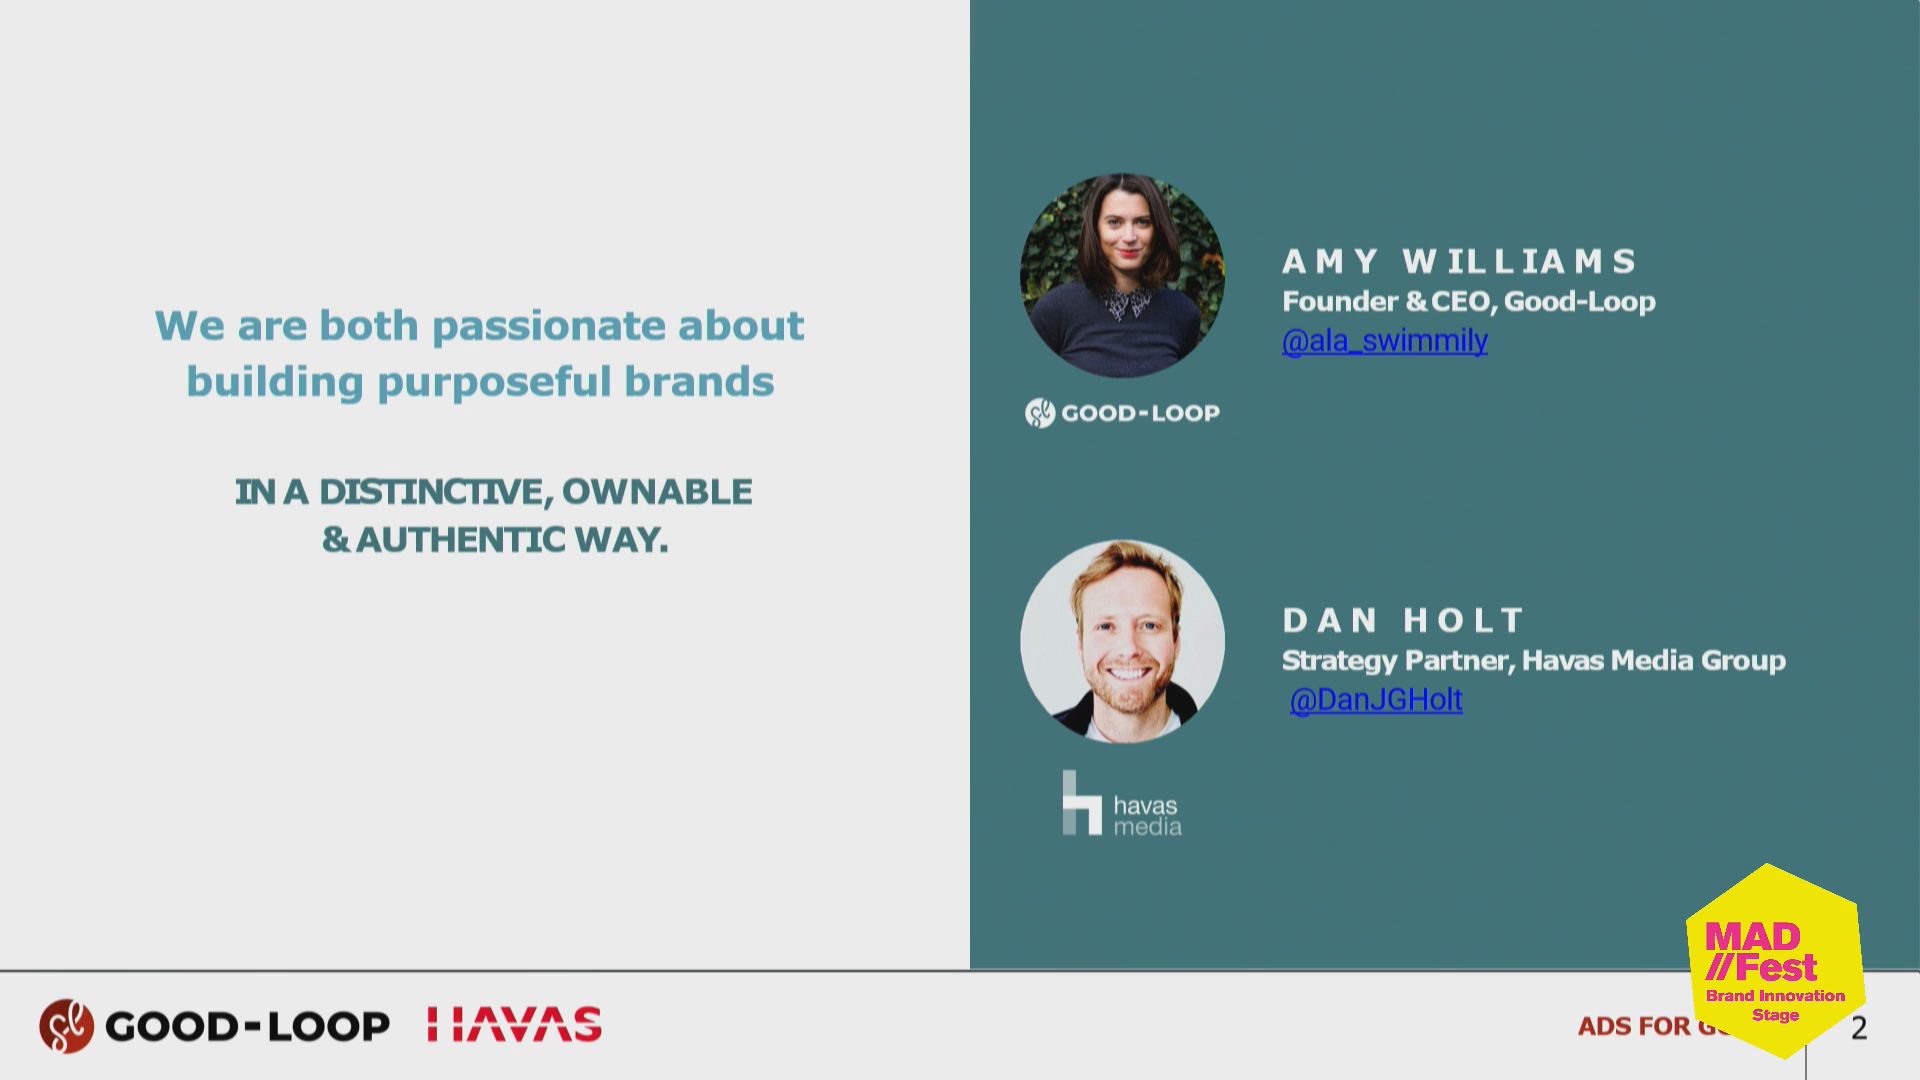 We are both passionate about
building purposeful brands
IN A DISTINCTIVE, OWNABLE
& AUTHENTIC WAY.
AMY WILLIAMS
Founder & CEO, Good-Loop
@ala_swimmily
GOOD-LOOP
DAN HOLT
Strategy Partner, Havas Media Group
@DanJGHolt
havas
media
GOOD-LOOP
HAVAS
ADS FOR
MAD
//Fest
Brand Innovation
Stage
2